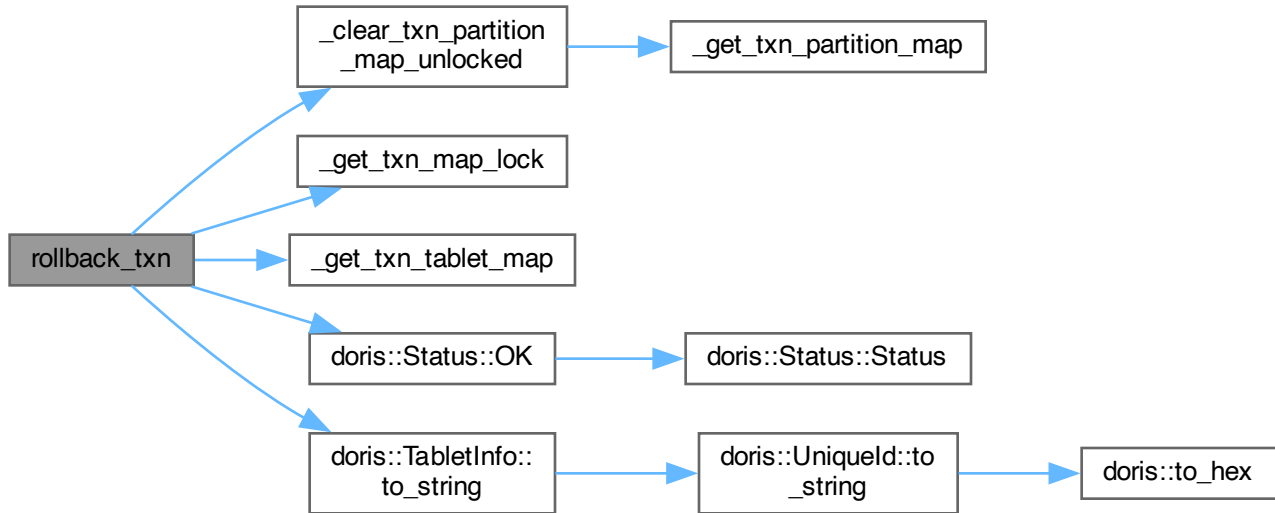 _clear_txn_partition
_map_unlocked
_get_txn_partition_map
_get_txn_map_lock
rollback_txn
_get_txn_tablet_map
doris::Status::OK
doris::Status::Status
doris::TabletInfo::
to_string
doris::UniqueId::to
_string
doris::to_hex